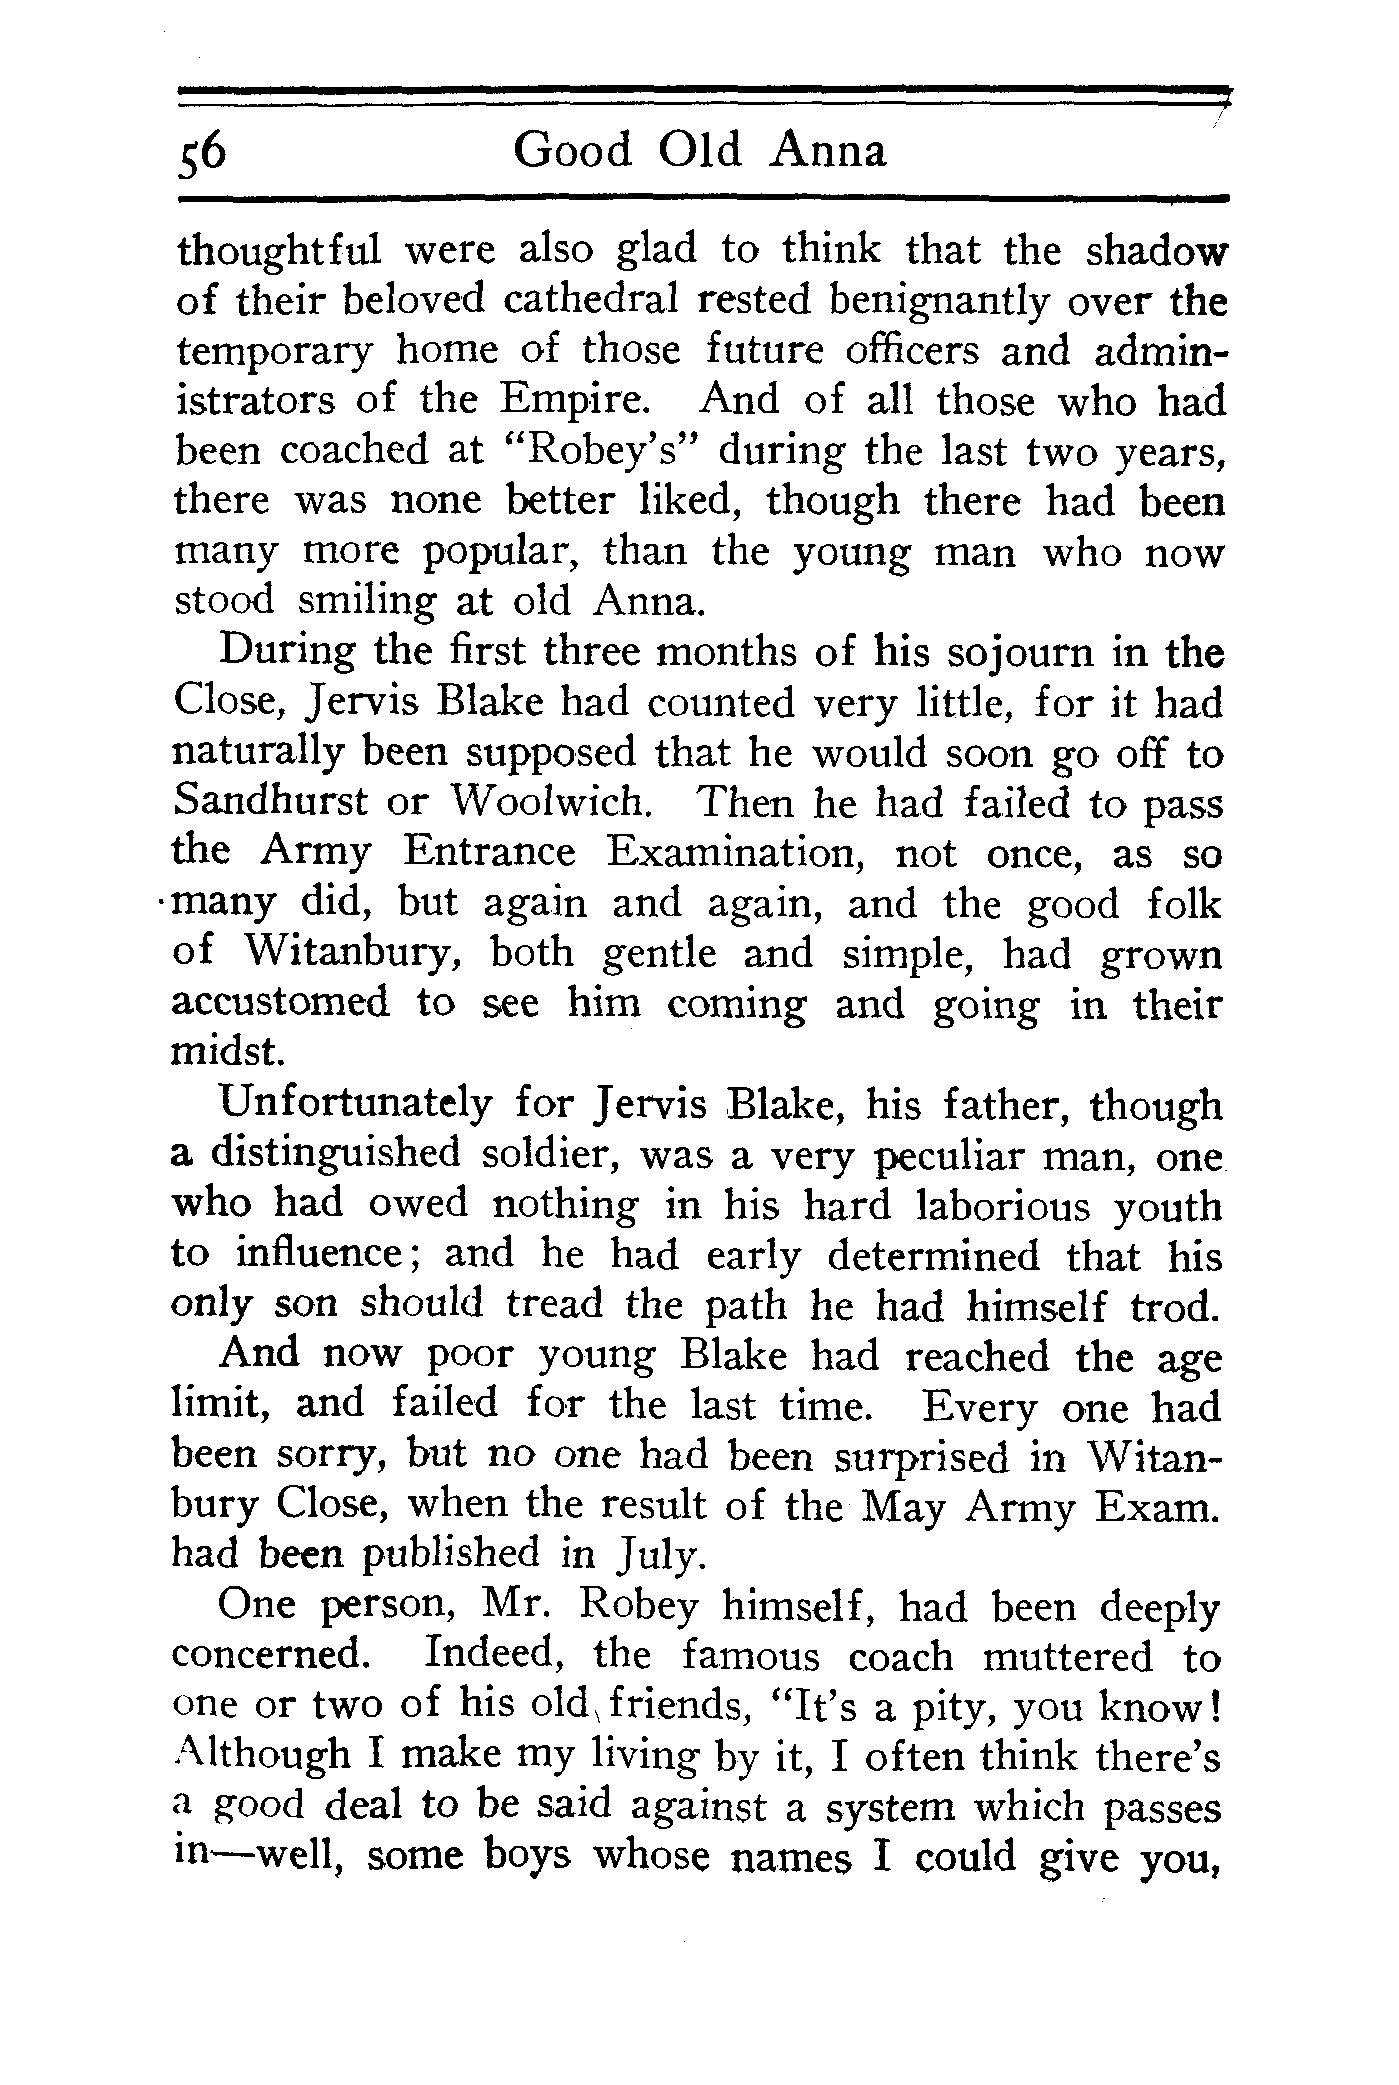 56 Good Old Anna
thoughtful were also glad to think that the shadow
of their beloved cathedral rested benignantly over the
temporary home of those future officers and admin-
istrators of the Empire. And of all those who had
been coached at “Robey’s” during the last two years,
there was none better liked, though there had been
many more popular, than the young man who now
stood smiling at old Anna.
During the first three months of his sojourn in the
Close, Jervis Blake had counted very little, for it had
naturally been supposed that he would soon go off to
Sandhurst or Woolwich. Then he had failed to pass
the Army Entrance Examination, not once, as so
many did, but again and again, and the good folk
of Witanbury, both gentle and simple, had grown
accustomed to see him coming and going in their
midst.
Unfortunately for Jervis Blake, his father, though
a distinguished soldier, was a very peculiar man, one
who had owed nothing in his hard laborious youth
to influence; and he had early determined that his
only son should tread the path he had himself trod.
And now poor young Blake had reached the age
limit, and failed for the last time. Every one had
been sorry, but no one had been surprised in Witan-
bury Close, when the result of the May Army Exam.
had been published in July.
One person, Mr. Robey himself, had been deeply
concerned. Indeed, the famous coach muttered to
one or two of his old friends, “It’s a pity, you know!
Although I make my living by it, I often think there’s
a good deal to be said against a system which passes
in—well, some boys whose names I could give you,